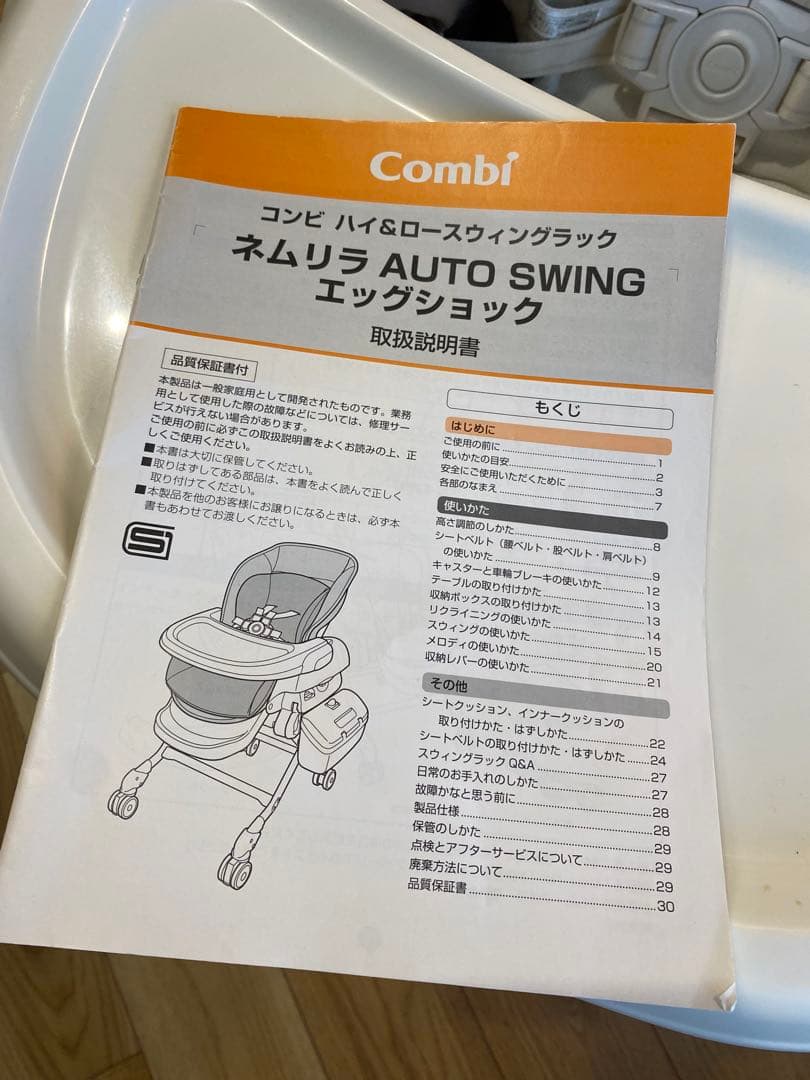 Combi
コンビ ハイ&ロースウィングラック
「ネムリラ AUTO SWING」
エッグショック
取扱説明書
品質保証書付
本製品は一般家庭用として開発されたものです。業務
用として使用した際の故障などについては、修理サー
ビスが行えない場合があります。
ご使用の前に必ずこの取扱説明書をよくお読みの上、正
しくご使用ください。
■本書は大切に保管してください。
■取りはずしてある部品は、本書をよく読んで正しく
取り付けてください。
■本製品を他のお客様にお譲りになるときは、必ず本
書もあわせてお渡しください。
もくじ
はじめに
ご使用の前に 1
使いかたの目安 2
安全にご使用いただくために 3
各部のなまえ 7
使いかた
高さ調節のしかた 8
シートベルト（腰ベルト・股ベルト・肩ベルト）
の使いかた 9
キャスターと車輪ブレーキの使いかた 12
テーブルの取り付けかた 13
収納ボックスの取り付けかた 13
リクライニングの使いかた 14
スウィングの使いかた 15
メロディの使いかた 20
収納レバーの使いかた 21
その他
シートクッション、インナークッションの
取り付けかた・はずしかた 22
シートベルトの取り付けかた・はずしかた 24
スウィングラック Q&A 27
日常のお手入れのしかた 27
故障かなと思う前に 28
製品仕様 28
保管のしかた 29
点検とアフターサービスについて 29
廃棄方法について 29
品質保証書 30